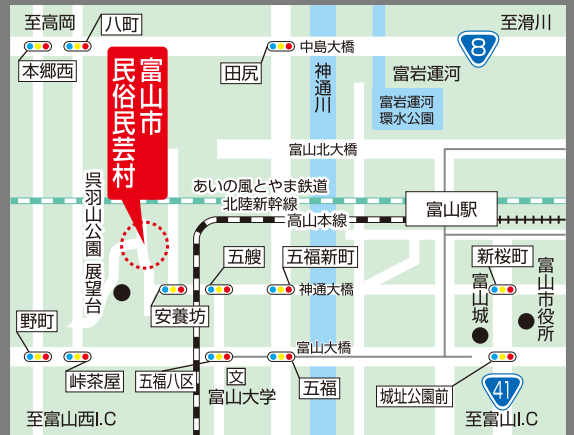 至高岡
八町
至滑川
本郷西
田尻
中島大橋
8
富山市
民俗民芸村
神通川
富岩運河
富岩運河
環水公園
富山北大橋
呉羽山公園 展望台
あいの風とやま鉄道
北陸新幹線
富山駅
高山本線
五艘
五福新町
新桜町
安養坊
神通大橋
富山城
富山市役所
野町
富山大橋
峠茶屋
五福八区
文
富山大学
五福
城址公園前
41
至富山西I.C
至富山I.C